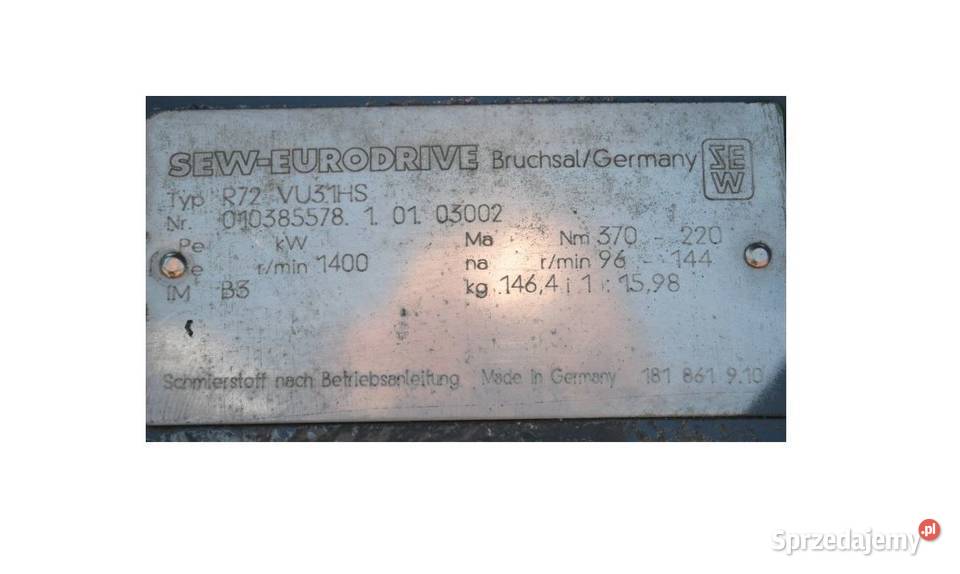 SEW-EURODRIVE Bruchsal/Germany SEW
Typ R72 VU31HS
Nr. 010385578. 1. 01. 03002
Pe kW Ma Nm 370 220
e r/min 1400 na r/min 96 - 144
IM B3 kg 146,4 i 1 : 15,98
Schmierstoff nach Betriebsanleitung Made in Germany 181 861 9.10
Sprzedajemy.pl